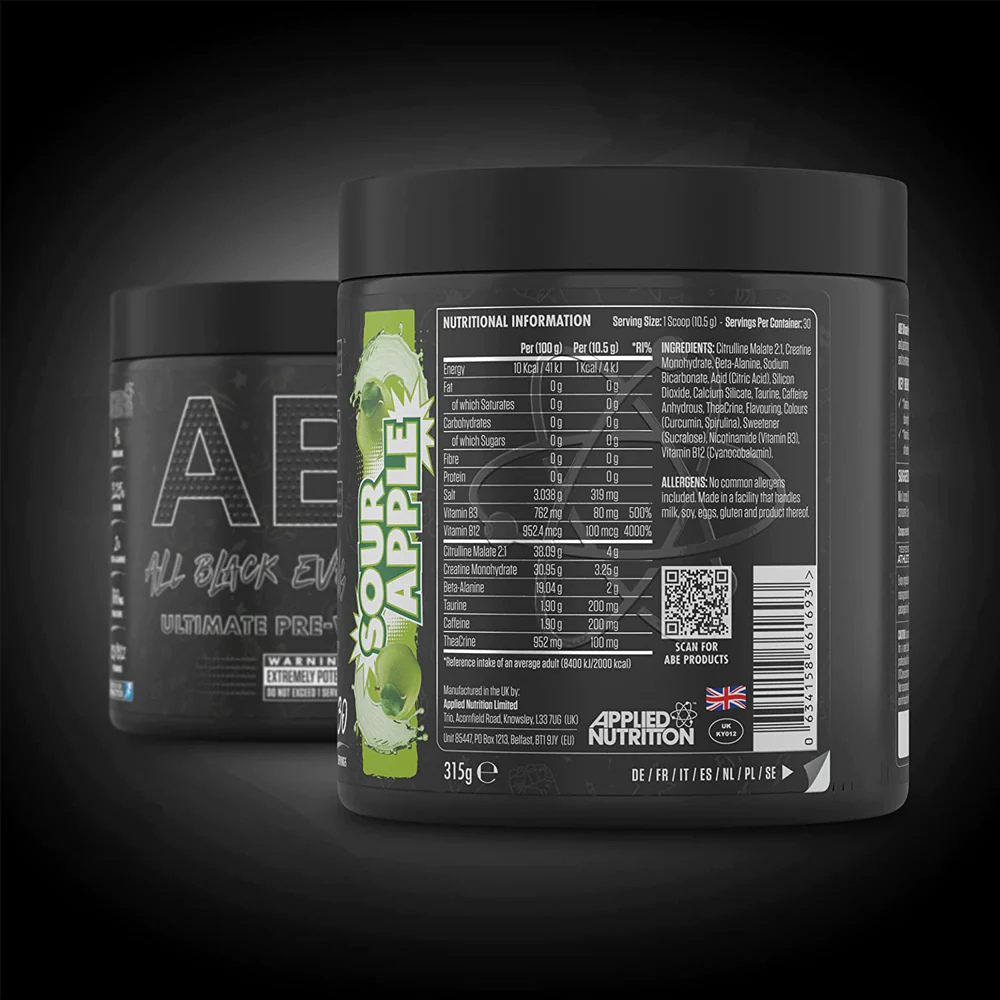 AB
ALL BLACK EV
ULTIMATE PRE-
WARNIN
EXTREMELY POTE
DO NOT EXCEED 1 SERV
30
SOUR
APPLE
NUTRITIONAL INFORMATION Serving Size: 1 Scoop (10.5 g) - Servings Per Container: 30
Per (100 g) Per (10.5 g) *RI%
Energy 10 Kcal / 41 kJ 1 Kcal / 4 kJ
Fat 0 g 0 g
of which Saturates 0 g 0 g
Carbohydrates 0 g 0 g
of which Sugars 0 g 0 g
Fibre 0 g 0 g
Protein 0 g 0 g
Salt 3.038 g 319 mg
Vitamin B3 762 mg 80 mg 500%
Vitamin B12 952.4 mcg 100 mcg 4000%
Citrulline Malate 2:1 38.09 g 4 g
Creatine Monohydrate 30.95 g 3.25 g
Beta-Alanine 19.04 g 2 g
Taurine 1.90 g 200 mg
Caffeine 1.90 g 200 mg
TheaCrine 952 mg 100 mg
*Reference intake of an average adult (8400 kJ/2000 kcal)
INGREDIENTS: Citrulline Malate 2:1, Creatine
Monohydrate, Beta-Alanine, Sodium
Bicarbonate, Acid (Citric Acid), Silicon
Dioxide, Calcium Silicate, Taurine, Caffeine
Anhydrous, TheaCrine, Flavouring, Colours
(Curcumin, Spirulina), Sweetener
(Sucralose), Nicotinamide (Vitamin B3),
Vitamin B12 (Cyanocobalamin).
ALLERGENS: No common allergens
included. Made in a facility that handles
milk, soy, eggs, gluten and product thereof.
SCAN FOR
ABE PRODUCTS
Manufactured in the UK by:
Applied Nutrition Limited
Trio, Acornfield Road, Knowsley, L33 7UG (UK)
Unit 85447, PO Box 1213, Belfast, BT1 9JY (EU)
APPLIED
NUTRITION
UK
KY012
0 634158 661693 >
315g e
DE / FR / IT / ES / NL / PL / SE